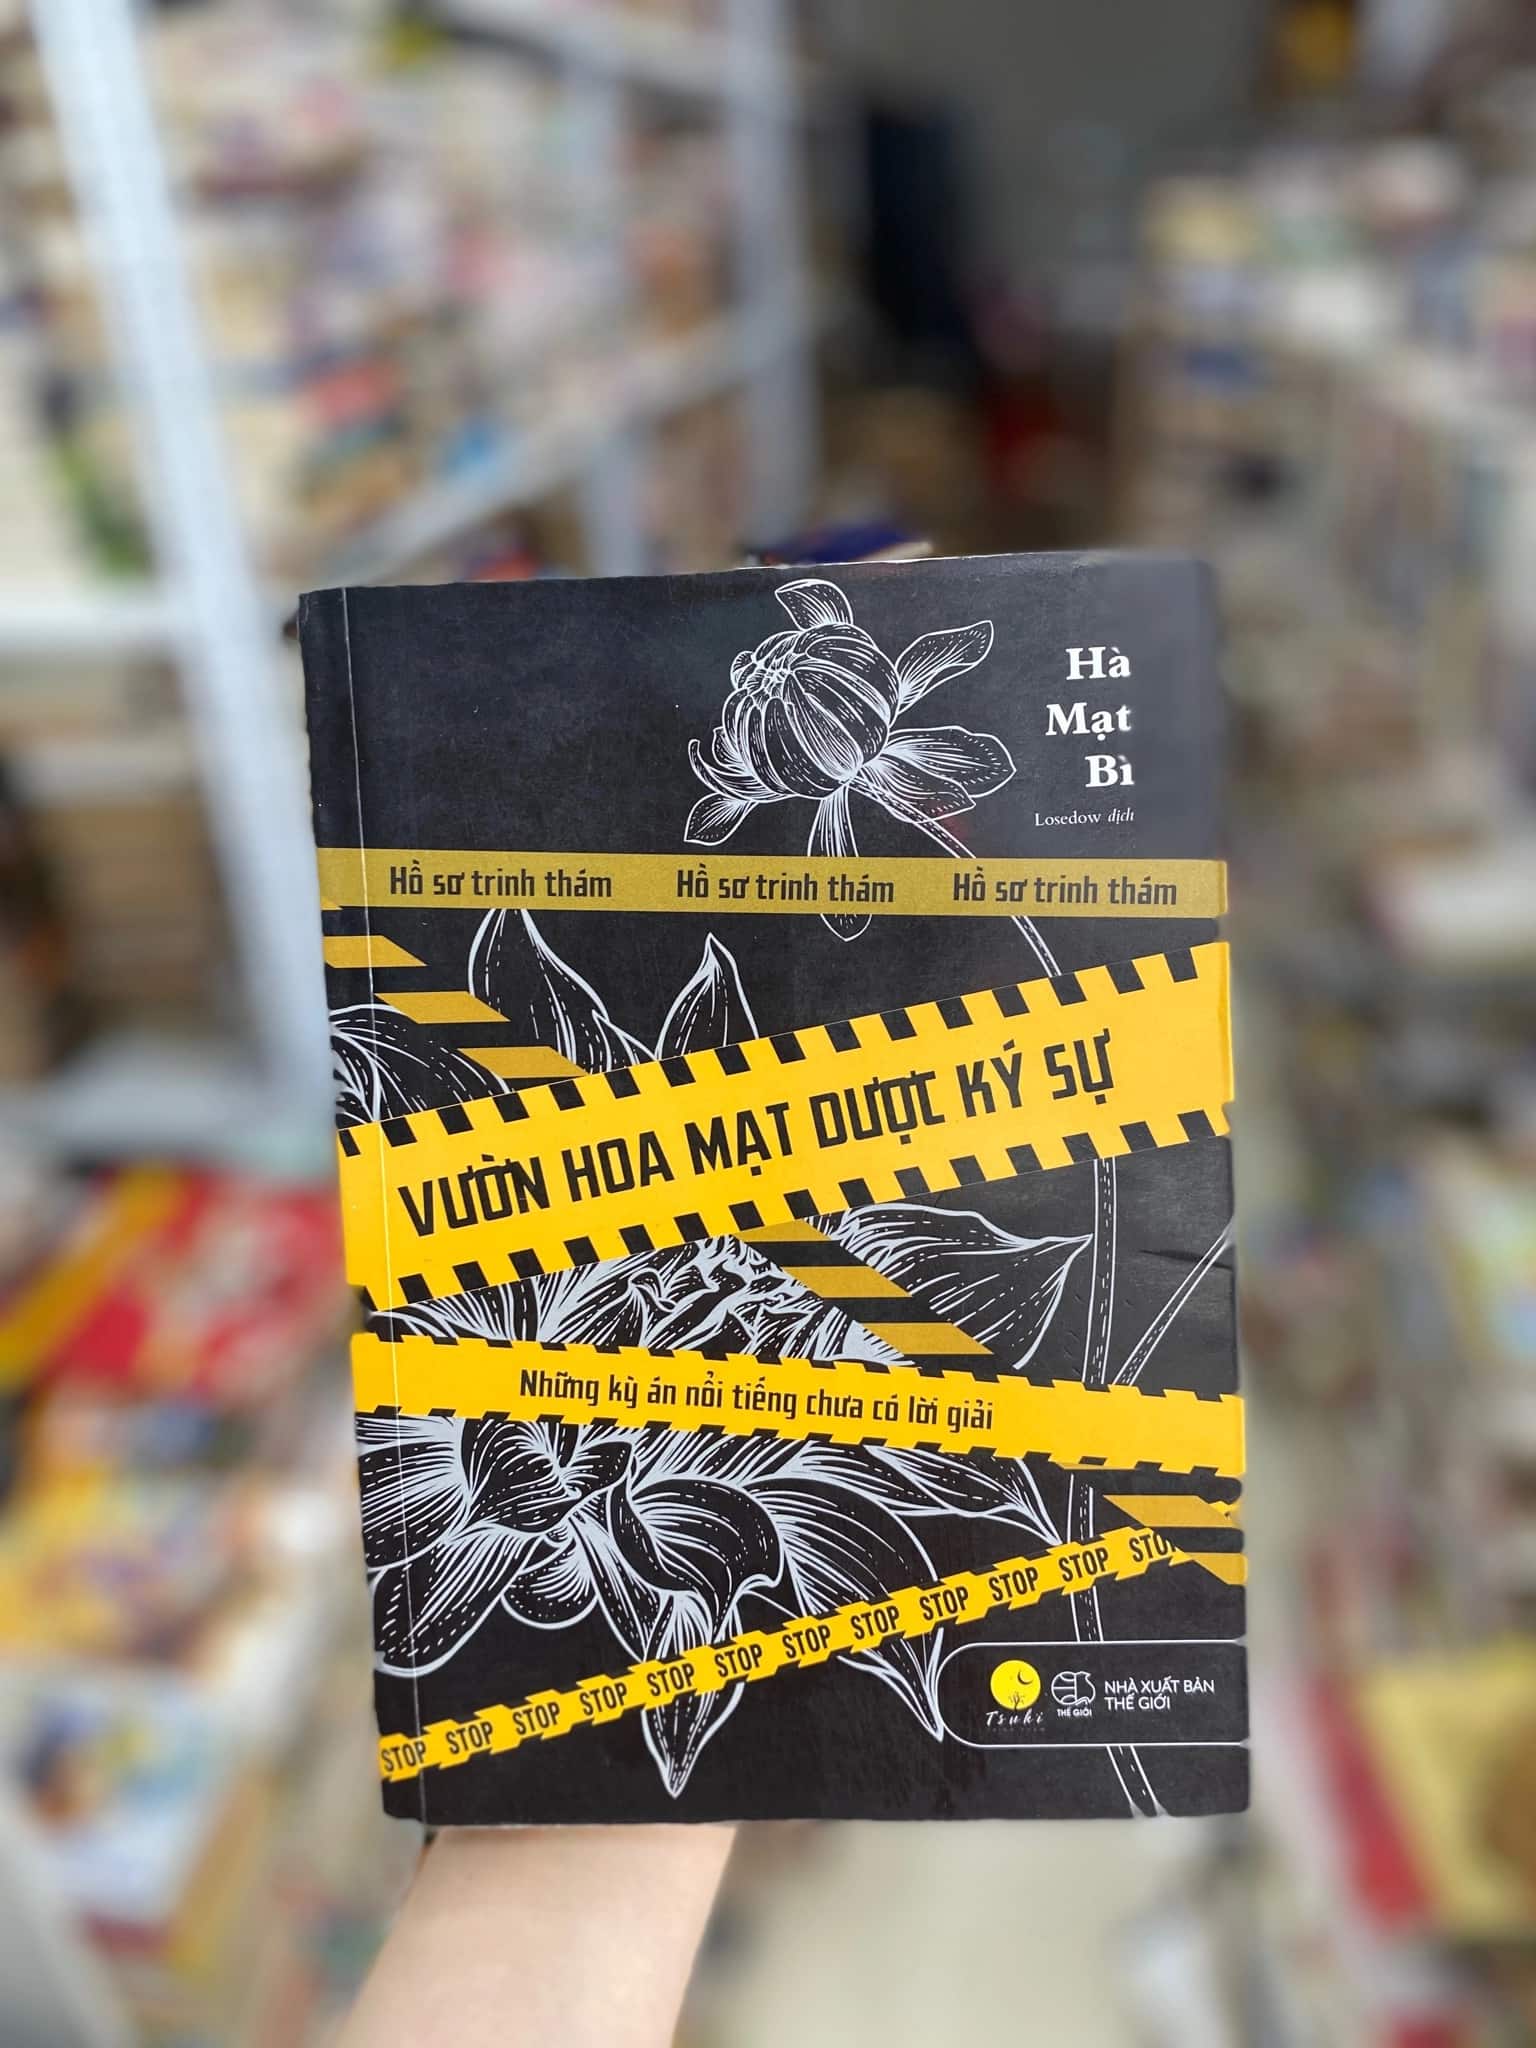 Hà
Mạt
Bì
Losedow dịch
Hồ sơ trinh thám Hồ sơ trinh thám Hồ sơ trinh thám
VƯỜN HOA MẠT DƯỢC KÝ SỰ
Những kỳ án nổi tiếng chưa có lời giải
STOP STOP STOP STOP STOP STOP STOP STOP STOP STOP STOP STOP
Tsuki
THẾ GIỚI
NHÀ XUẤT BẢN
THẾ GIỚI